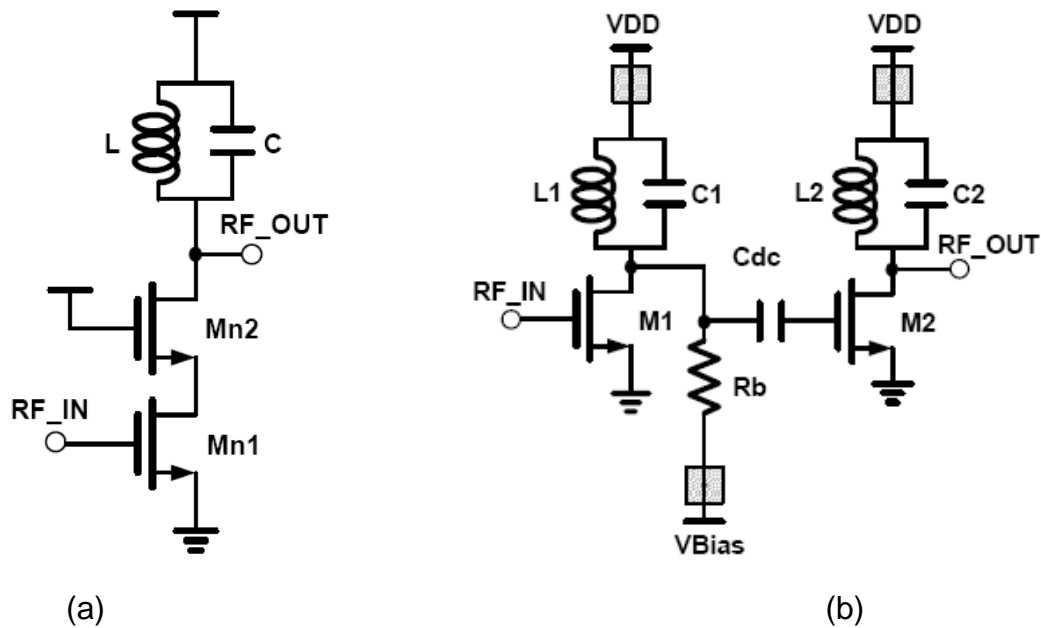 L
C
RF_OUT
Mn2
RF_IN
Mn1
(a)
VDD
VDD
L1
C1
L2
C2
RF_OUT
Cdc
RF_IN
M1
M2
Rb
VBias
(b)